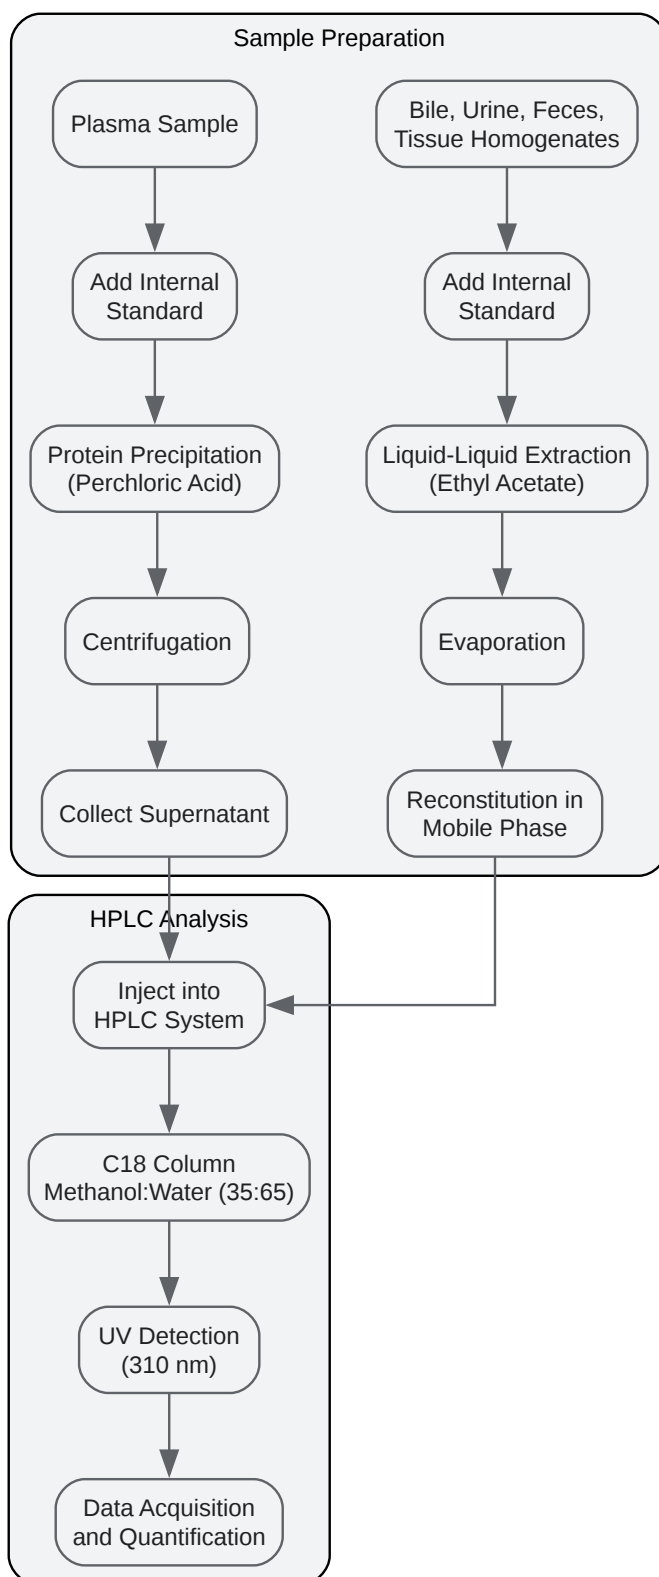 Sample Preparation
Plasma Sample
Bile, Urine, Feces,
Tissue Homogenates
Add Internal
Standard
Add Internal
Standard
Protein Precipitation
(Perchloric Acid)
Liquid-Liquid Extraction
(Ethyl Acetate)
Centrifugation
Evaporation
Collect Supernatant
Reconstitution in
Mobile Phase
HPLC Analysis
Inject into
HPLC System
C18 Column
Methanol:Water (35:65)
UV Detection
(310 nm)
Data Acquisition
and Quantification